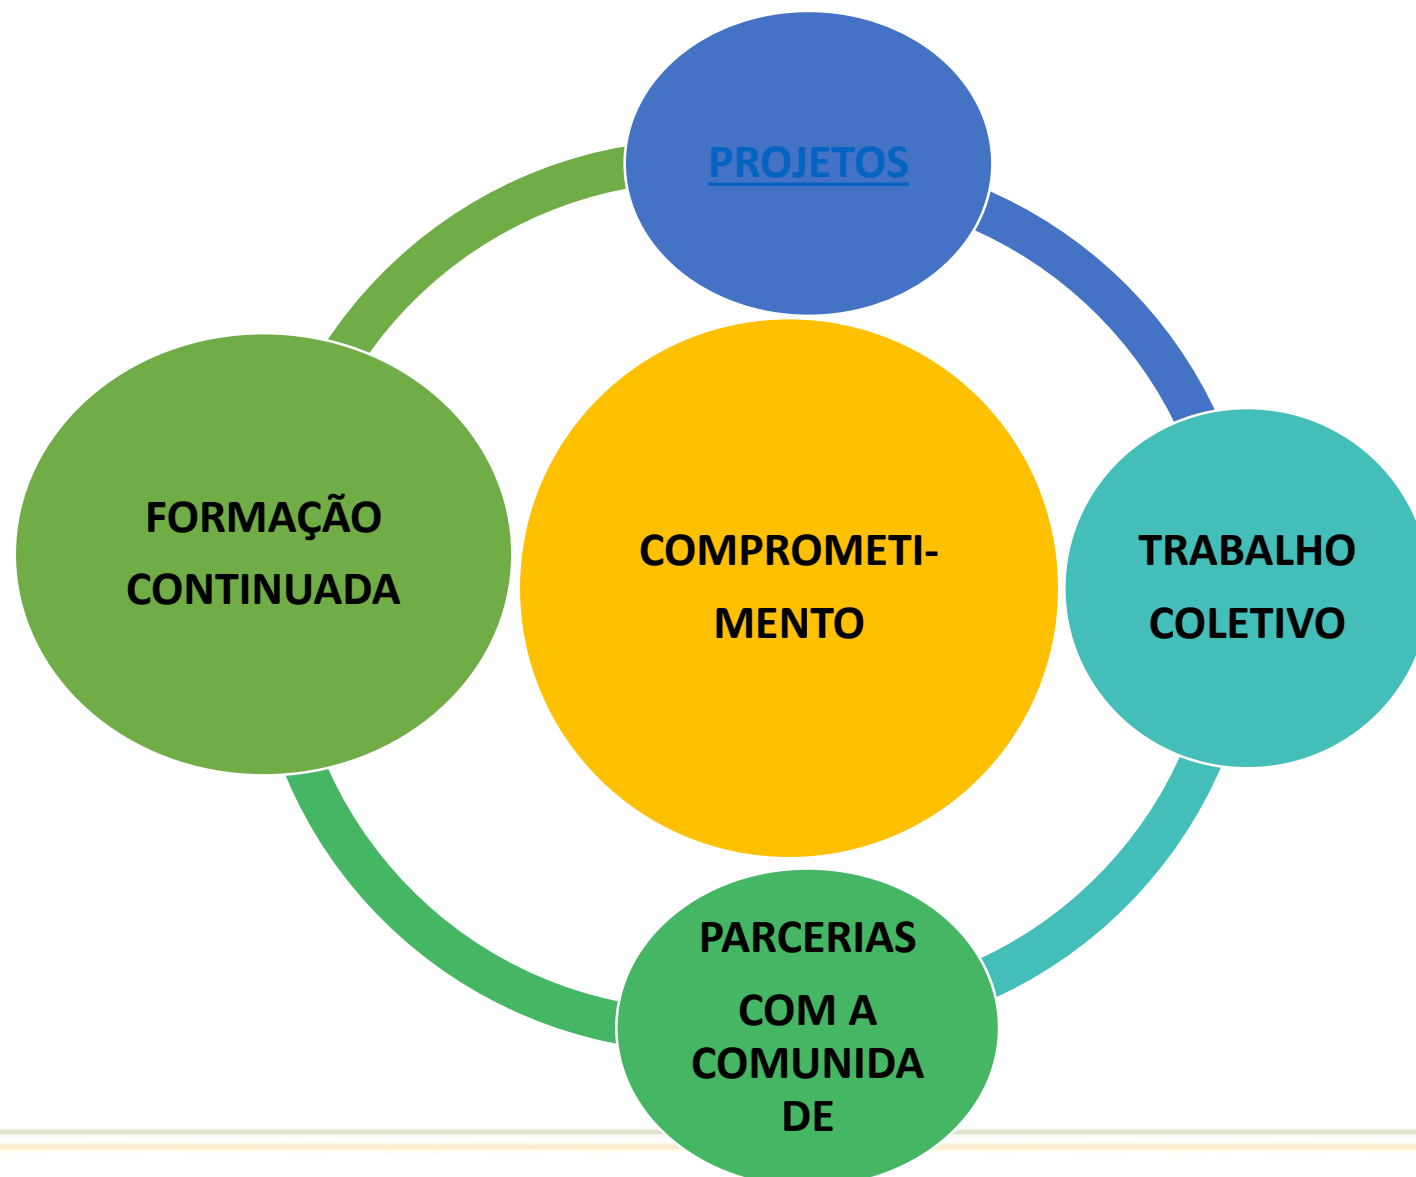 PROJETOS
FORMAÇÃO
CONTINUADA
COMPROMETI-
MENTO
TRABALHO
COLETIVO
PARCERIAS
COM A
COMUNIDA
DE